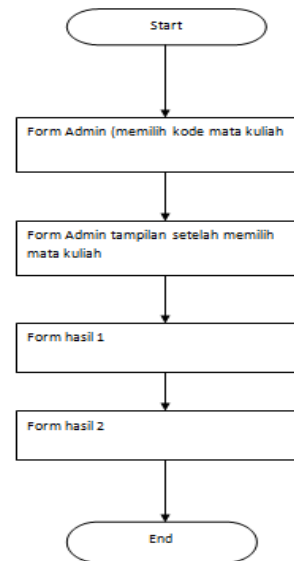 Start
Form Admin (memilih kode mata kuliah
Form Admin tampilan setelah memilih
mata kuliah
Form hasil 1
Form hasil 2
End